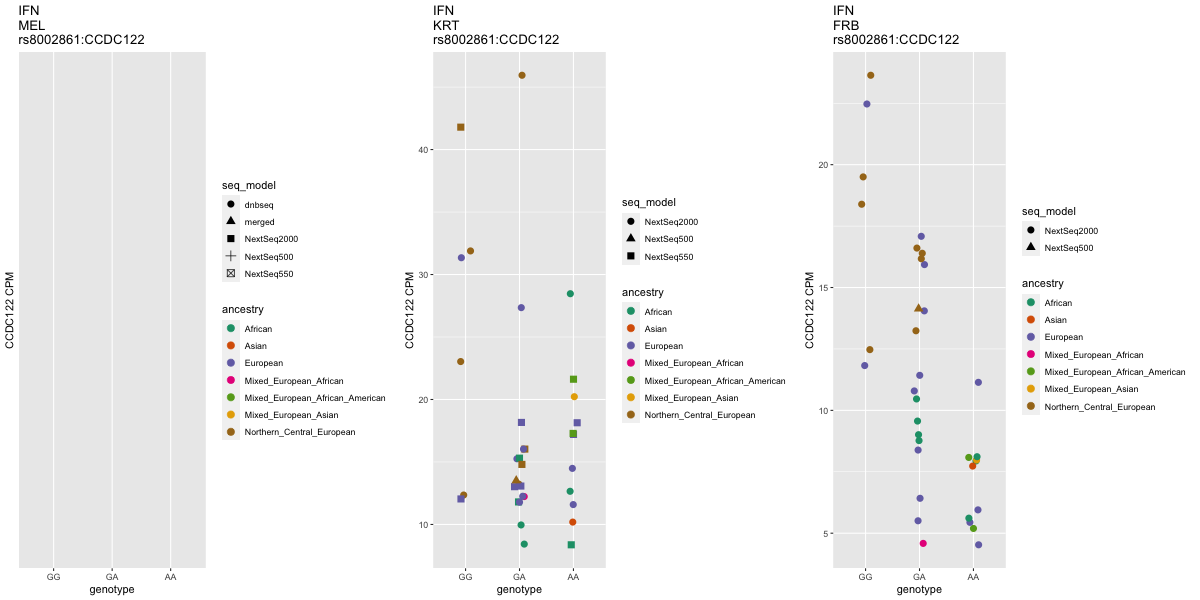 IFN
MEL
rs8002861:CCDC122
CCDC122 CPM
GG GA AA
genotype
seq_model
dnbseq
merged
NextSeq2000
NextSeq500
NextSeq550
ancestry
African
Asian
European
Mixed_European_African
Mixed_European_African_American
Mixed_European_Asian
Northern_Central_European
IFN
KRT
rs8002861:CCDC122
CCDC122 CPM
40
30
20
10
GG GA AA
genotype
seq_model
NextSeq2000
NextSeq500
NextSeq550
ancestry
African
Asian
European
Mixed_European_African
Mixed_European_African_American
Mixed_European_Asian
Northern_Central_European
IFN
FRB
rs8002861:CCDC122
CCDC122 CPM
20
15
10
5
GG GA AA
genotype
seq_model
NextSeq2000
NextSeq500
ancestry
African
Asian
European
Mixed_European_African
Mixed_European_African_American
Mixed_European_Asian
Northern_Central_European